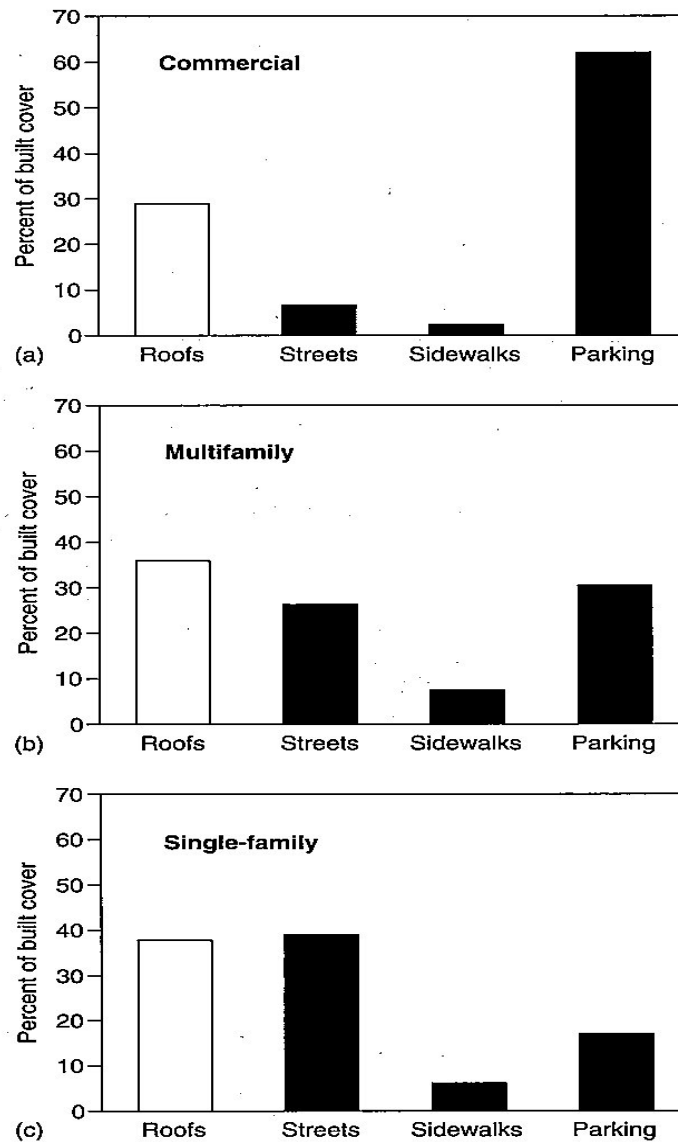 Percent of built cover
70
60
50
40
30
20
10
0
Commercial
(a)
Roofs Streets Sidewalks Parking
Percent of built cover
70
60
50
40
30
20
10
0
Multifamily
(b)
Roofs Streets Sidewalks Parking
Percent of built cover
70
60
50
40
30
20
10
0
Single-family
(c)
Roofs Streets Sidewalks Parking